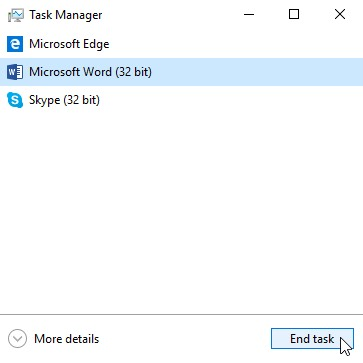 Task Manager
Microsoft Edge
Microsoft Word (32 bit)
Skype (32 bit)
More details
End task